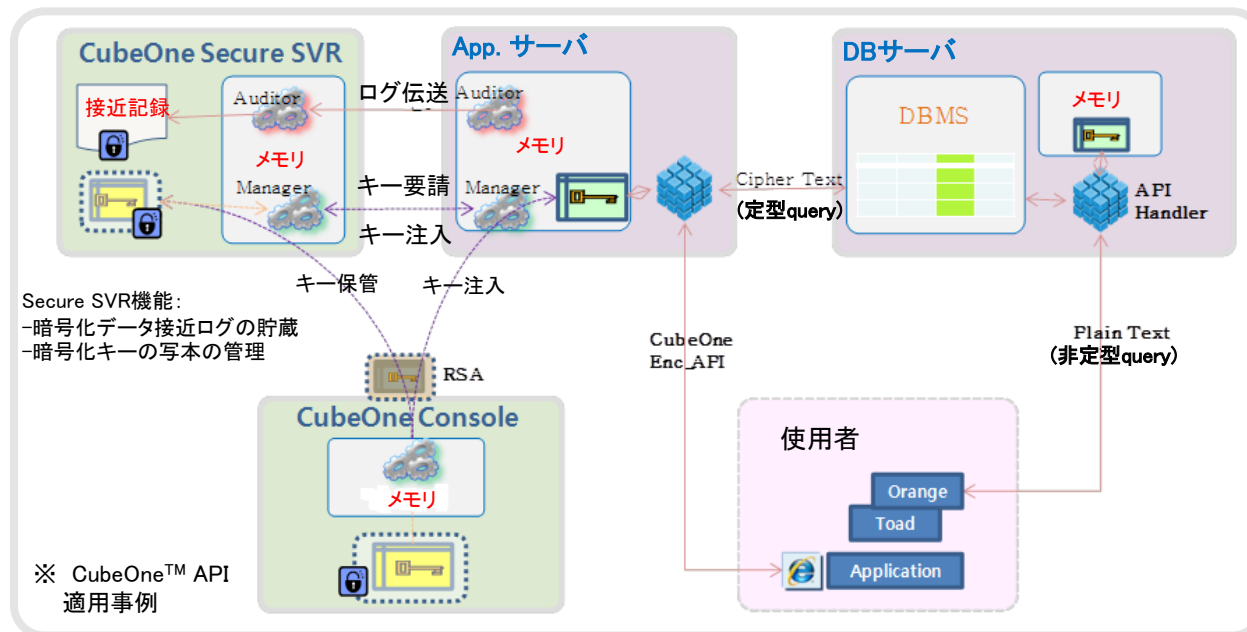 CubeOne Secure SVR
接近記録
Auditor
メモリ
Manager
ログ伝送
キー要請
キー注入
App. サーバ
Auditor
メモリ
Manager
Cipher Text
(定型query)
DBサーバ
DBMS
メモリ
API
Handler
キー保管
キー注入
Secure SVR機能：
-暗号化データ接近ログの貯蔵
-暗号化キーの写本の管理
RSA
CubeOne
Enc_API
Plain Text
(非定型query)
CubeOne Console
メモリ
使用者
Orange
Toad
Application
※ CubeOne™ API
適用事例